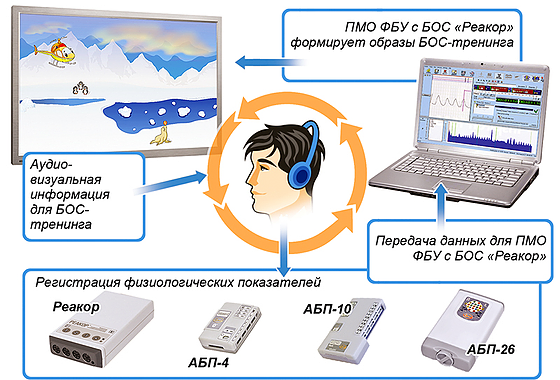 ПМО ФБУ с БОС «Реакор»
формирует образы БОС-тренинга
Аудио-
визуальная
информация
для БОС-
тренинга
Передача данных для ПМО
ФБУ с БОС «Реакор»
Регистрация физиологических показателей
Реакор
РЕАКОР
АБП-4
АБП-10
АБП-26